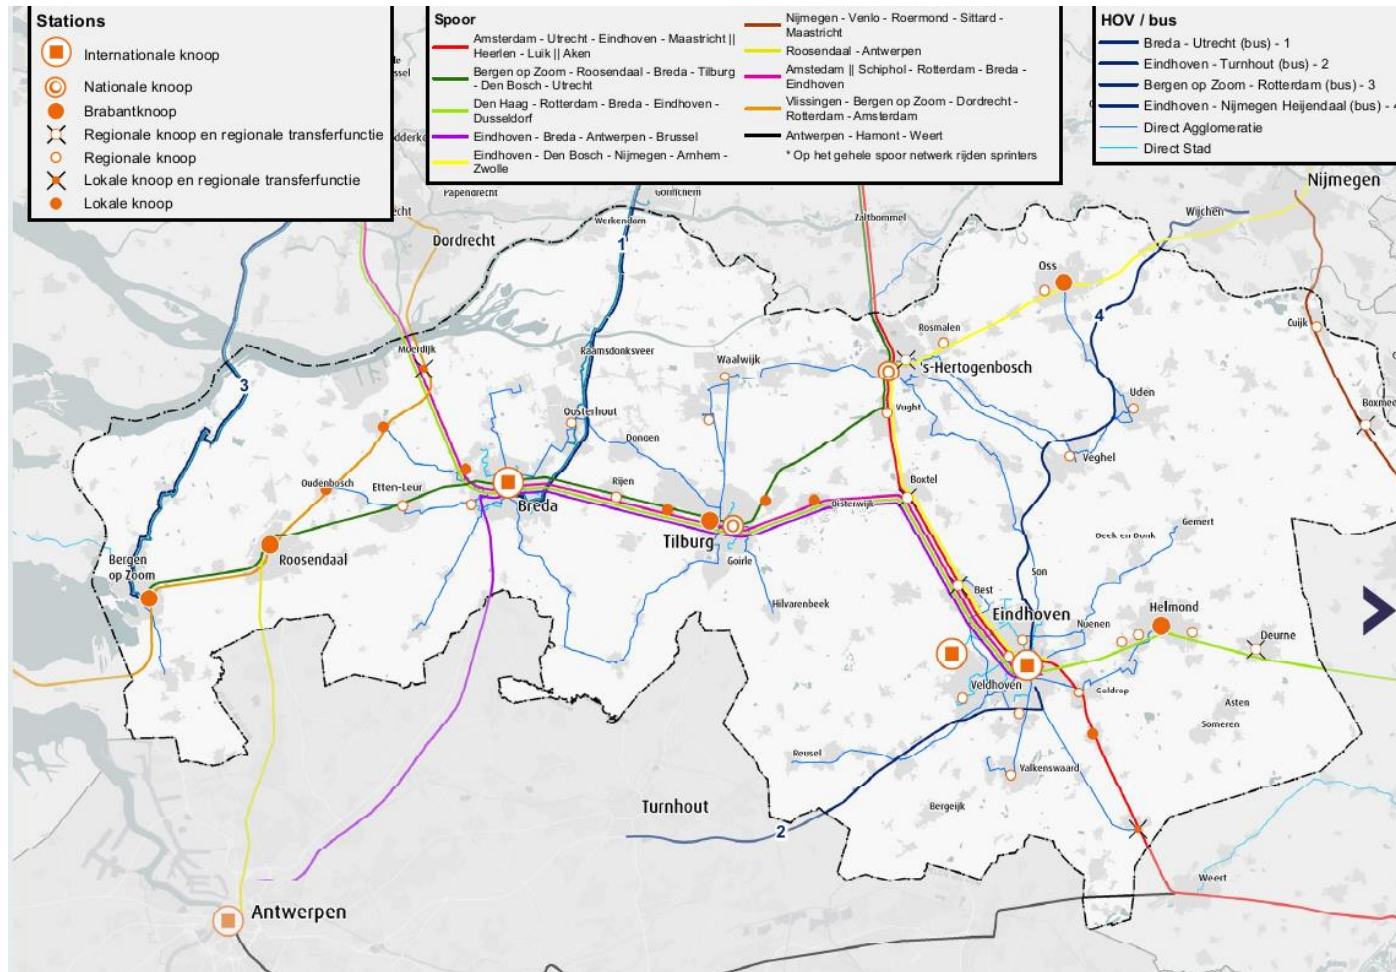 Stations
Internationale knoop
Nationale knoop
Brabantknoop
Regionale knoop en regionale transferfunctie
Regionale knoop
Lokale knoop en regionale transferfunctie
Lokale knoop
Spoor
Amsterdam - Utrecht - Eindhoven - Maastricht ||
Heerlen - Luik || Aken
Bergen op Zoom - Roosendaal - Breda - Tilburg
- Den Bosch - Utrecht
Den Haag - Rotterdam - Breda - Eindhoven -
Dusseldorf
Eindhoven - Breda - Antwerpen - Brussel
Eindhoven - Den Bosch - Nijmegen - Arnhem -
Zwolle
Nijmegen - Venlo - Roermond - Sittard -
Maastricht
Roosendaal - Antwerpen
Amstedam || Schiphol - Rotterdam - Breda -
Eindhoven
Vlissingen - Bergen op Zoom - Dordrecht -
Rotterdam - Amsterdam
Antwerpen - Hamont - Weert
* Op het gehele spoor netwerk rijden sprinters
HOV / bus
Breda - Utrecht (bus) - 1
Eindhoven - Turnhout (bus) - 2
Bergen op Zoom - Rotterdam (bus) - 3
Eindhoven - Nijmegen Heijendaal (bus) - 4
Direct Agglomeratie
Direct Stad
Nijmegen
Papendrecht
Gorinchem
Zaltbommel
Wijchen
Werkendam
Dordrecht
1
Oss
4
Rosmalen
Cuijk
Moerdijk
Raamsdonksveer
Waalwijk
's-Hertogenbosch
3
Uden
Boxmee
Oosterhout
Vught
Dongen
Veghel
Oudenbosch
Etten-Leur
Rijen
Boxtel
Breda
Oisterwijk
Gemert
Tilburg
Beek en Donk
Bergen
op Zoom
Roosendaal
Goirle
Son
Best
Hilvarenbeek
Eindhoven
Helmond
Nuenen
Deurne
Veldhoven
Geldrop
Asten
Someren
Reusel
Valkenswaard
Turnhout
Bergeijk
2
Weert
Antwerpen